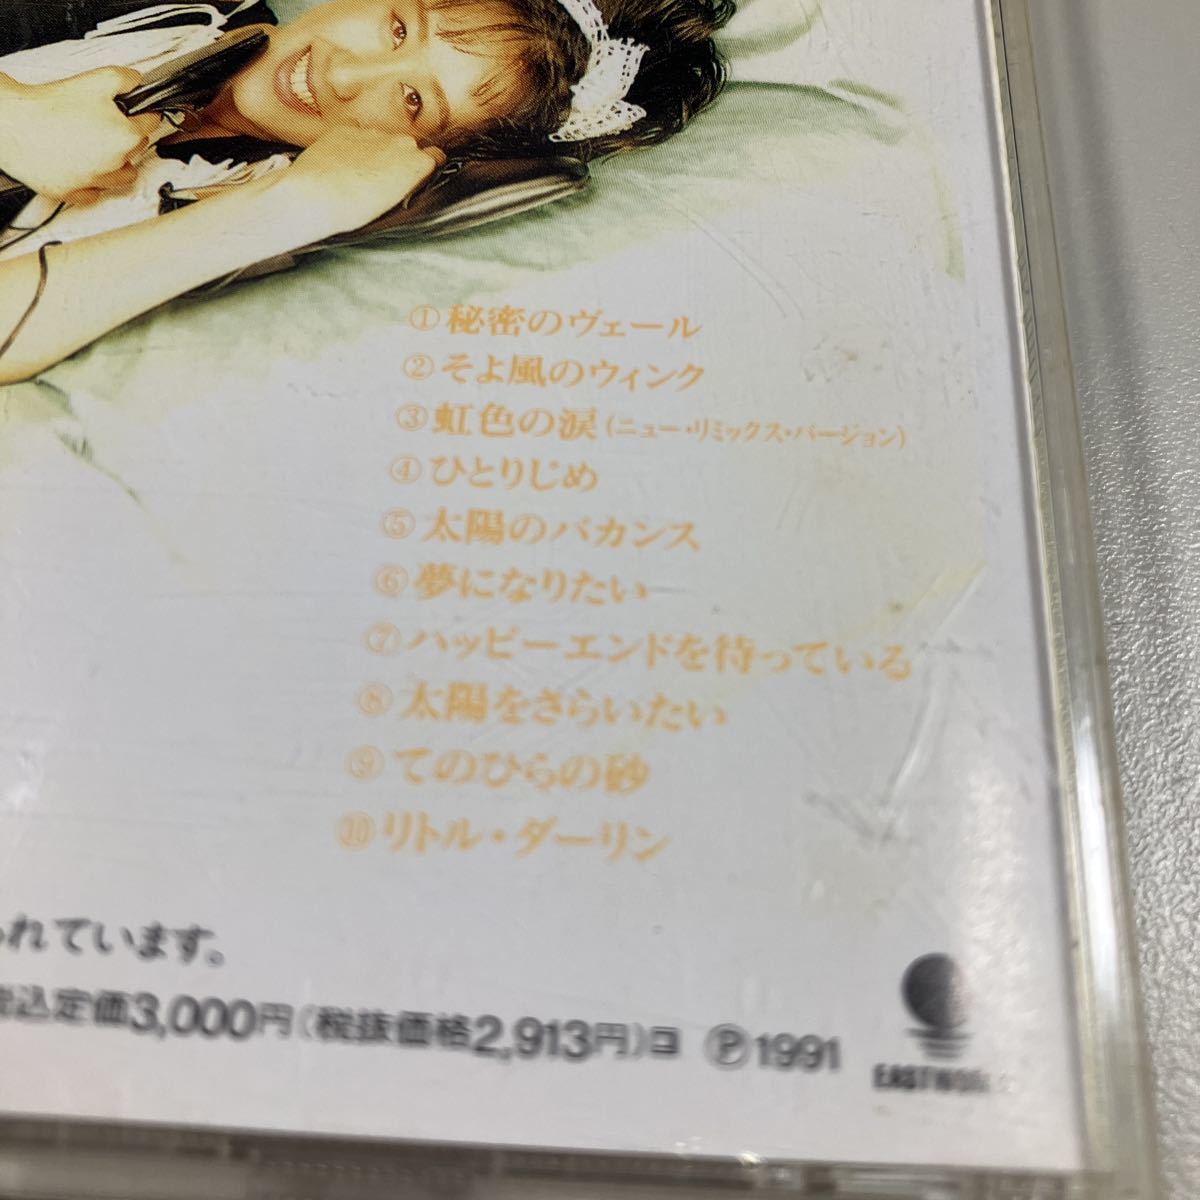 ①秘密のヴェール
②そよ風のウィンク
③虹色の涙(ニュー・リミックス・バージョン)
④ひとりじめ
⑤太陽のバカンス
⑥夢になりたい
⑦ハッピーエンドを待っている
⑧太陽をさらいたい
⑨てのひらの砂
⑩リトル・ダーリン
られています。
税込定価3,000円(税抜価格2,913円)コ Ⓟ1991
EASTWORLD